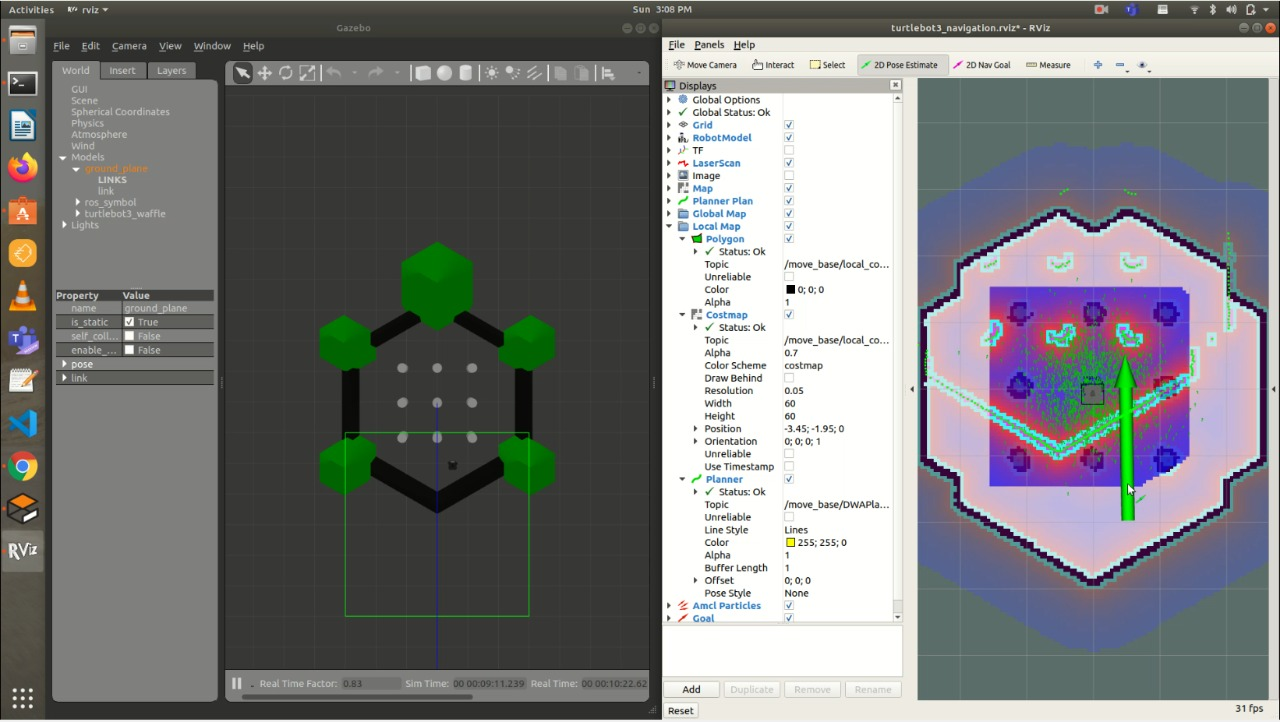 Activities rviz Sun 3:08 PM
Gazebo
File Edit Camera View Window Help
World Insert Layers
GUI
Scene
Spherical Coordinates
Physics
Atmosphere
Wind
Models
ground_plane
LINKS
link
ros_symbol
turtlebot3_waffle
Lights
Property Value
name ground_plane
is_static True
self_coll... False
enable_... False
pose
link
Real Time Factor: 0.83 Sim Time: 00 00:09:11.239 Real Time: 00 00:10:22.62
turtlebot3_navigation.rviz* - RViz
File Panels Help
Move Camera Interact Select 2D Pose Estimate 2D Nav Goal Measure
Displays
Global Options
Global Status: Ok
Grid
RobotModel
TF
LaserScan
Image
Map
Planner Plan
Global Map
Local Map
Polygon
Status: Ok
Topic /move_base/local_co...
Unreliable
Color 0; 0; 0
Alpha 1
Costmap
Status: Ok
Topic /move_base/local_co...
Alpha 0.7
Color Scheme costmap
Draw Behind
Resolution 0.05
Width 60
Height 60
Position -3.45; -1.95; 0
Orientation 0; 0; 0; 1
Unreliable
Use Timestamp
Planner
Status: Ok
Topic /move_base/DWAPla...
Unreliable
Line Style Lines
Color 255; 255; 0
Alpha 1
Buffer Length 1
Offset 0; 0; 0
Pose Style None
Amcl Particles
Goal
Add Duplicate Remove Rename
Reset 31 fps
RViz